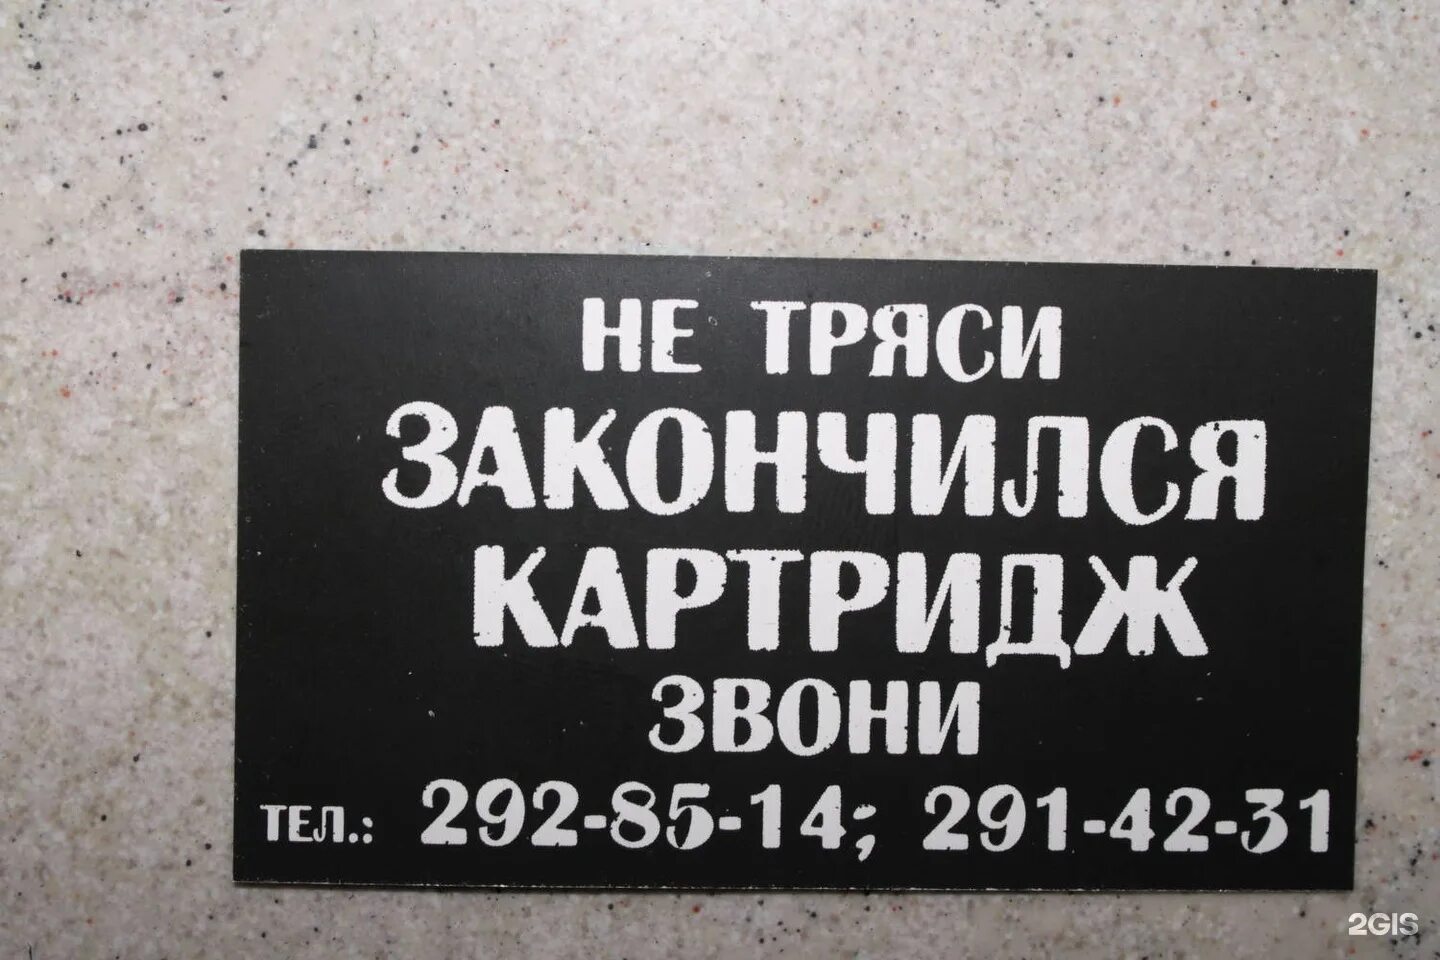 НЕ ТРЯСИ
ЗАКОНЧИЛСЯ
КАРТРИДЖ
ЗВОНИ
ТЕЛ.: 292-85-14; 291-42-31
2GIS